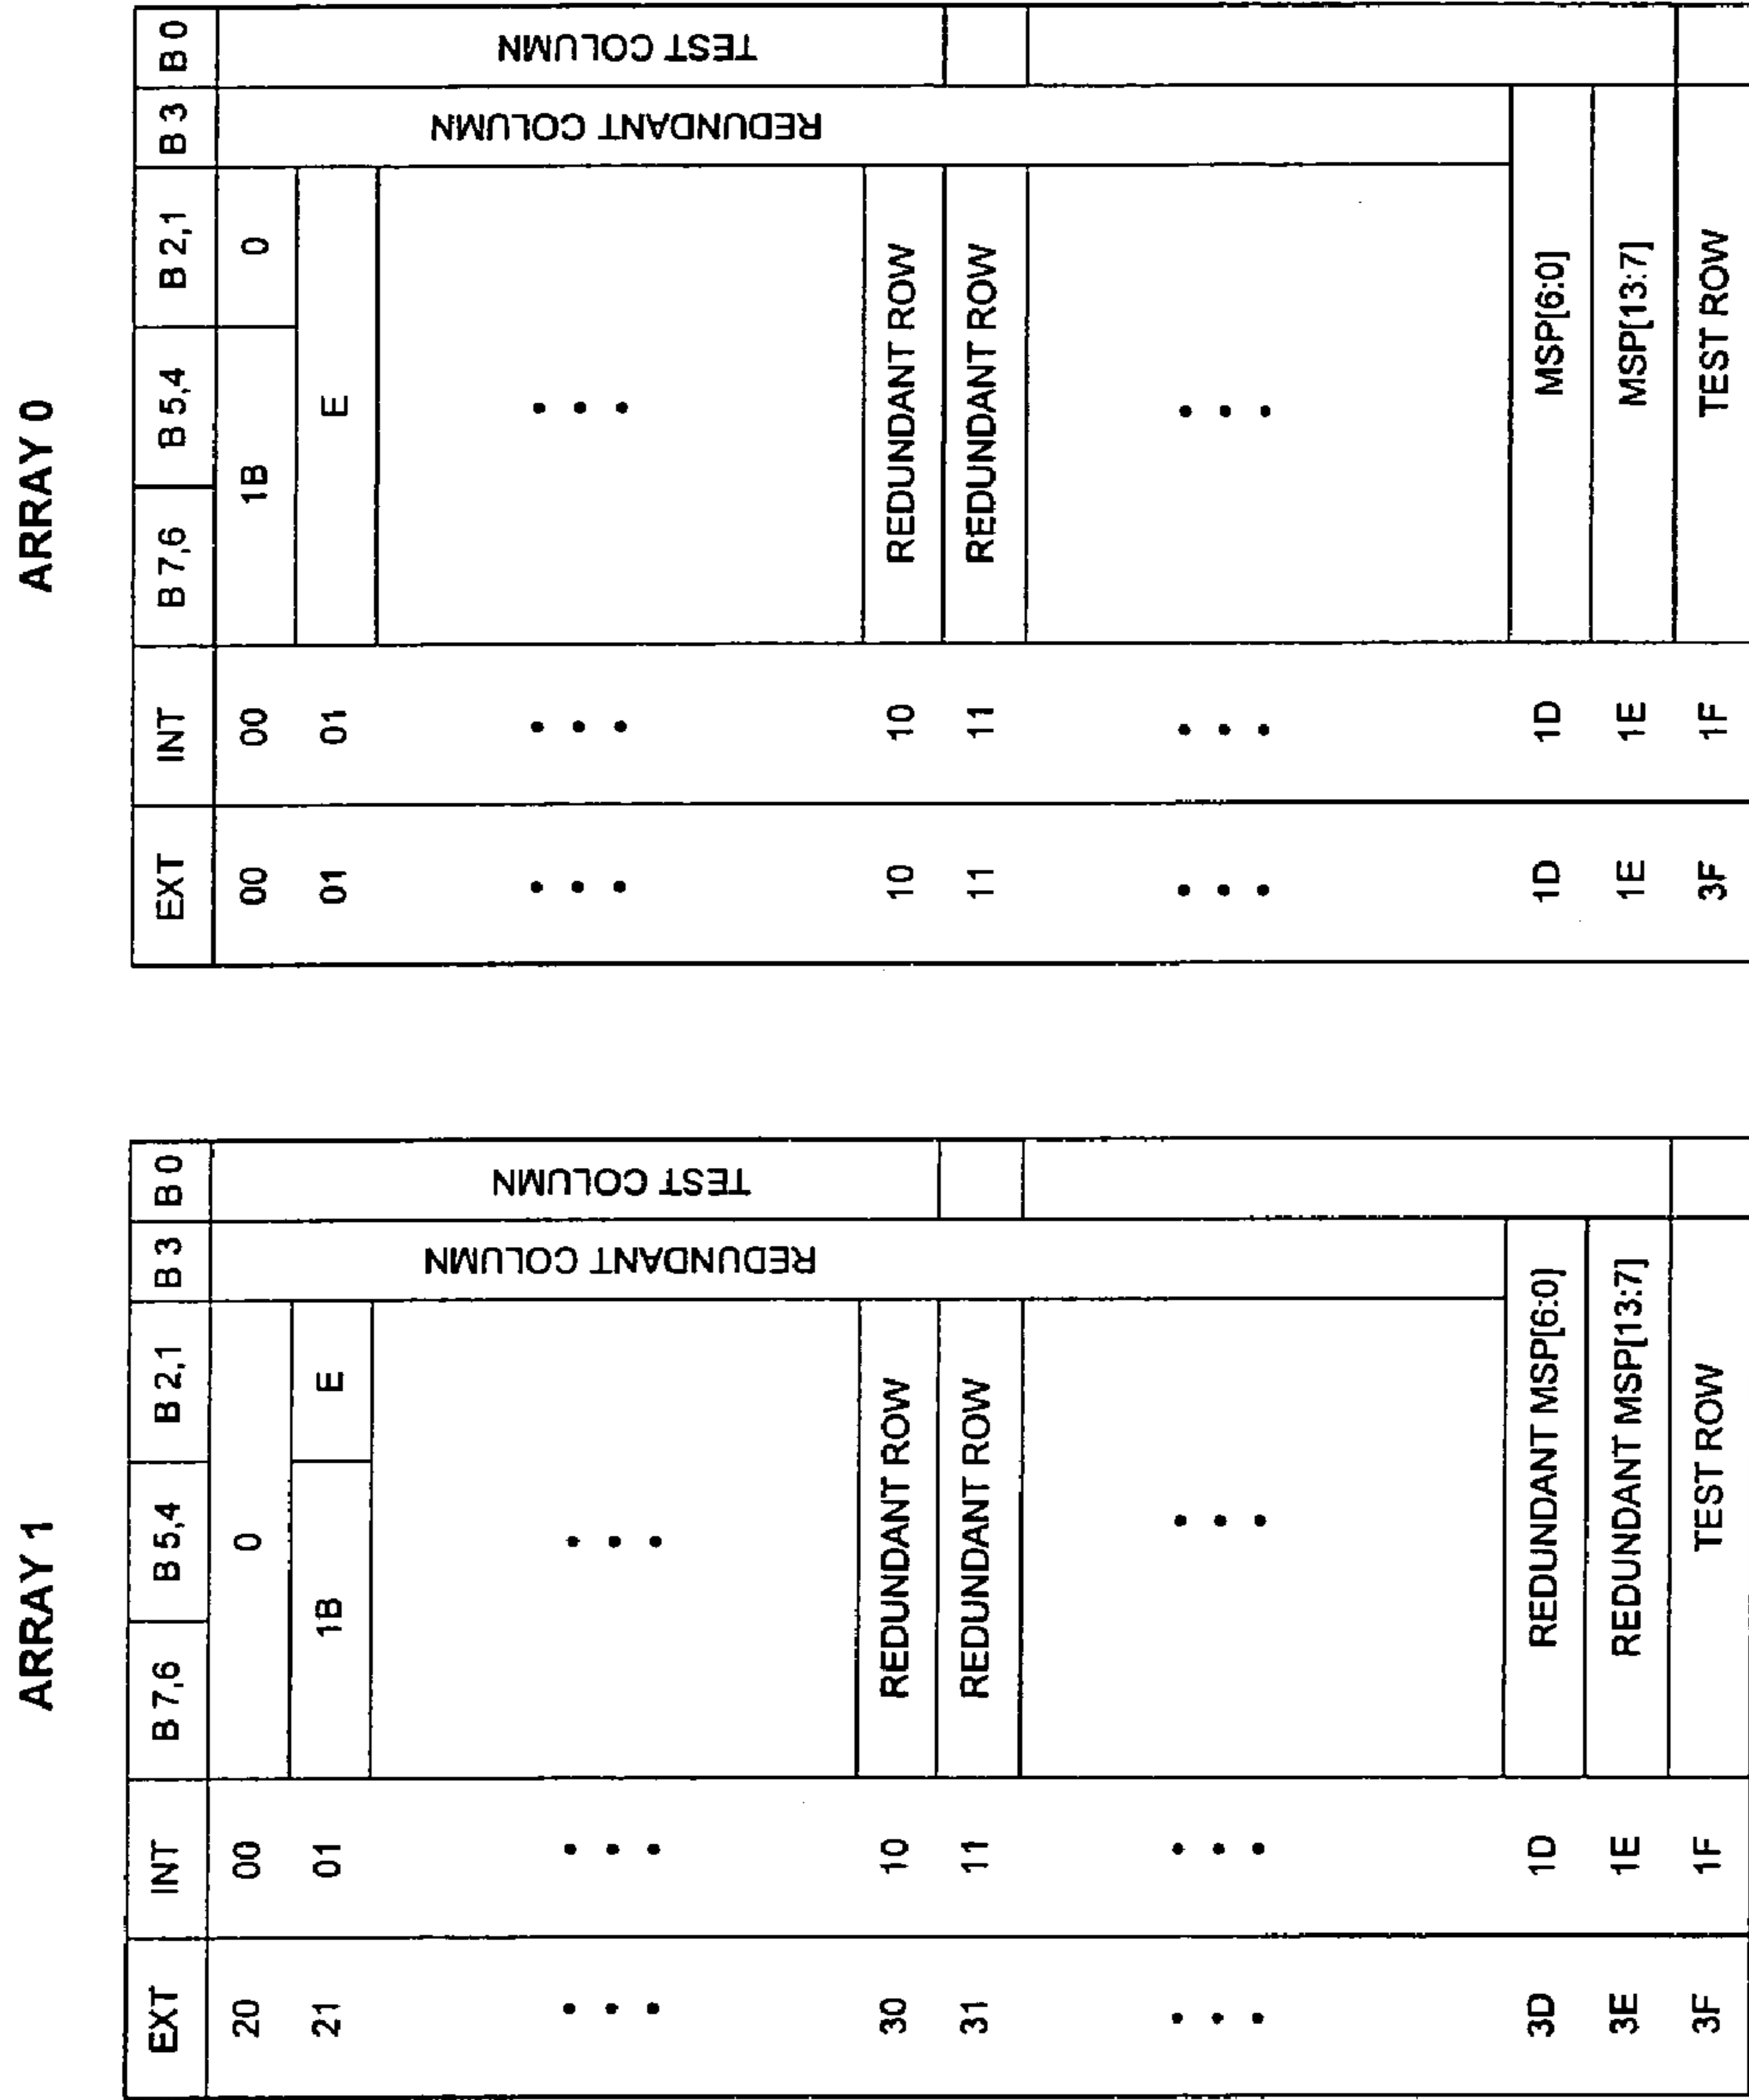 ARRAY 1
EXT INT B 7,6 B 5,4 B 2,1 B 3 B 0
20 00 0
21 01 1B E
• • • • • • • • •
30 10 REDUNDANT ROW
31 11 REDUNDANT ROW
• • • • • • • • •
3D 1D REDUNDANT MSP[6:0]
3E 1E REDUNDANT MSP[13:7]
3F 1F TEST ROW
REDUNDANT COLUMN
TEST COLUMN
ARRAY 0
EXT INT B 7,6 B 5,4 B 2,1 B 3 B 0
00 00 1B 0
01 01 E
• • • • • • • • •
10 10 REDUNDANT ROW
11 11 REDUNDANT ROW
• • • • • • • • •
1D 1D MSP[6:0]
1E 1E MSP[13:7]
3F 1F TEST ROW
REDUNDANT COLUMN
TEST COLUMN